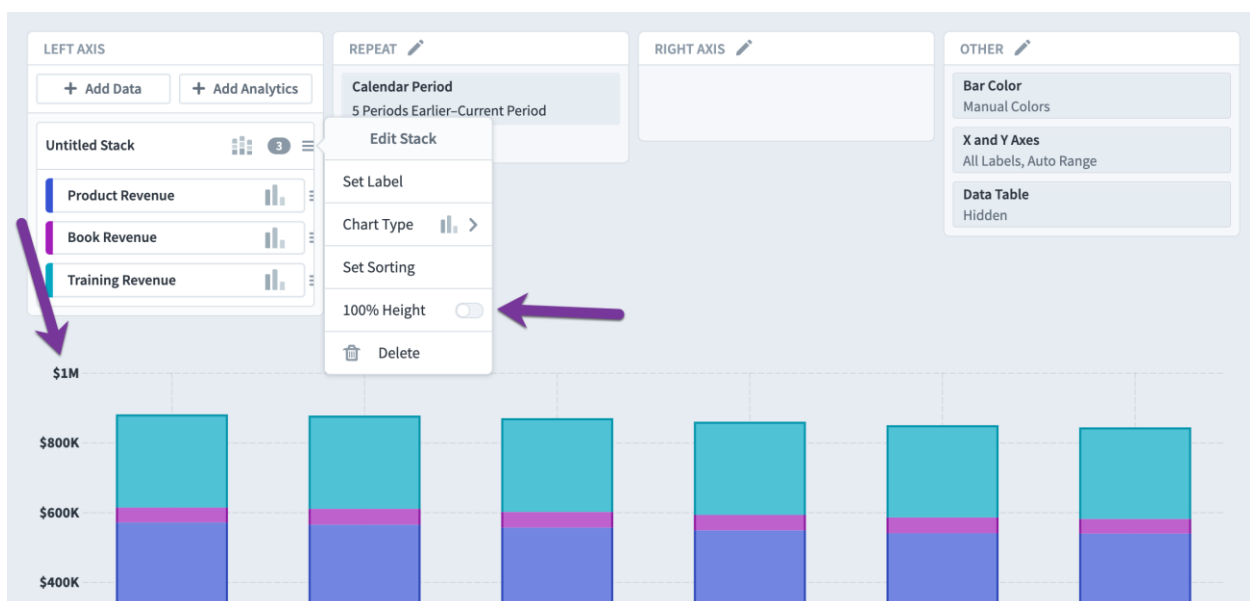 LEFT AXIS
Add Data
Add Analytics
Untitled Stack
3
Product Revenue
Book Revenue
Training Revenue
REPEAT
Calendar Period
5 Periods Earlier–Current Period
Edit Stack
Set Label
Chart Type
Set Sorting
100% Height
Delete
RIGHT AXIS
OTHER
Bar Color
Manual Colors
X and Y Axes
All Labels, Auto Range
Data Table
Hidden
$1M
$800K
$600K
$400K